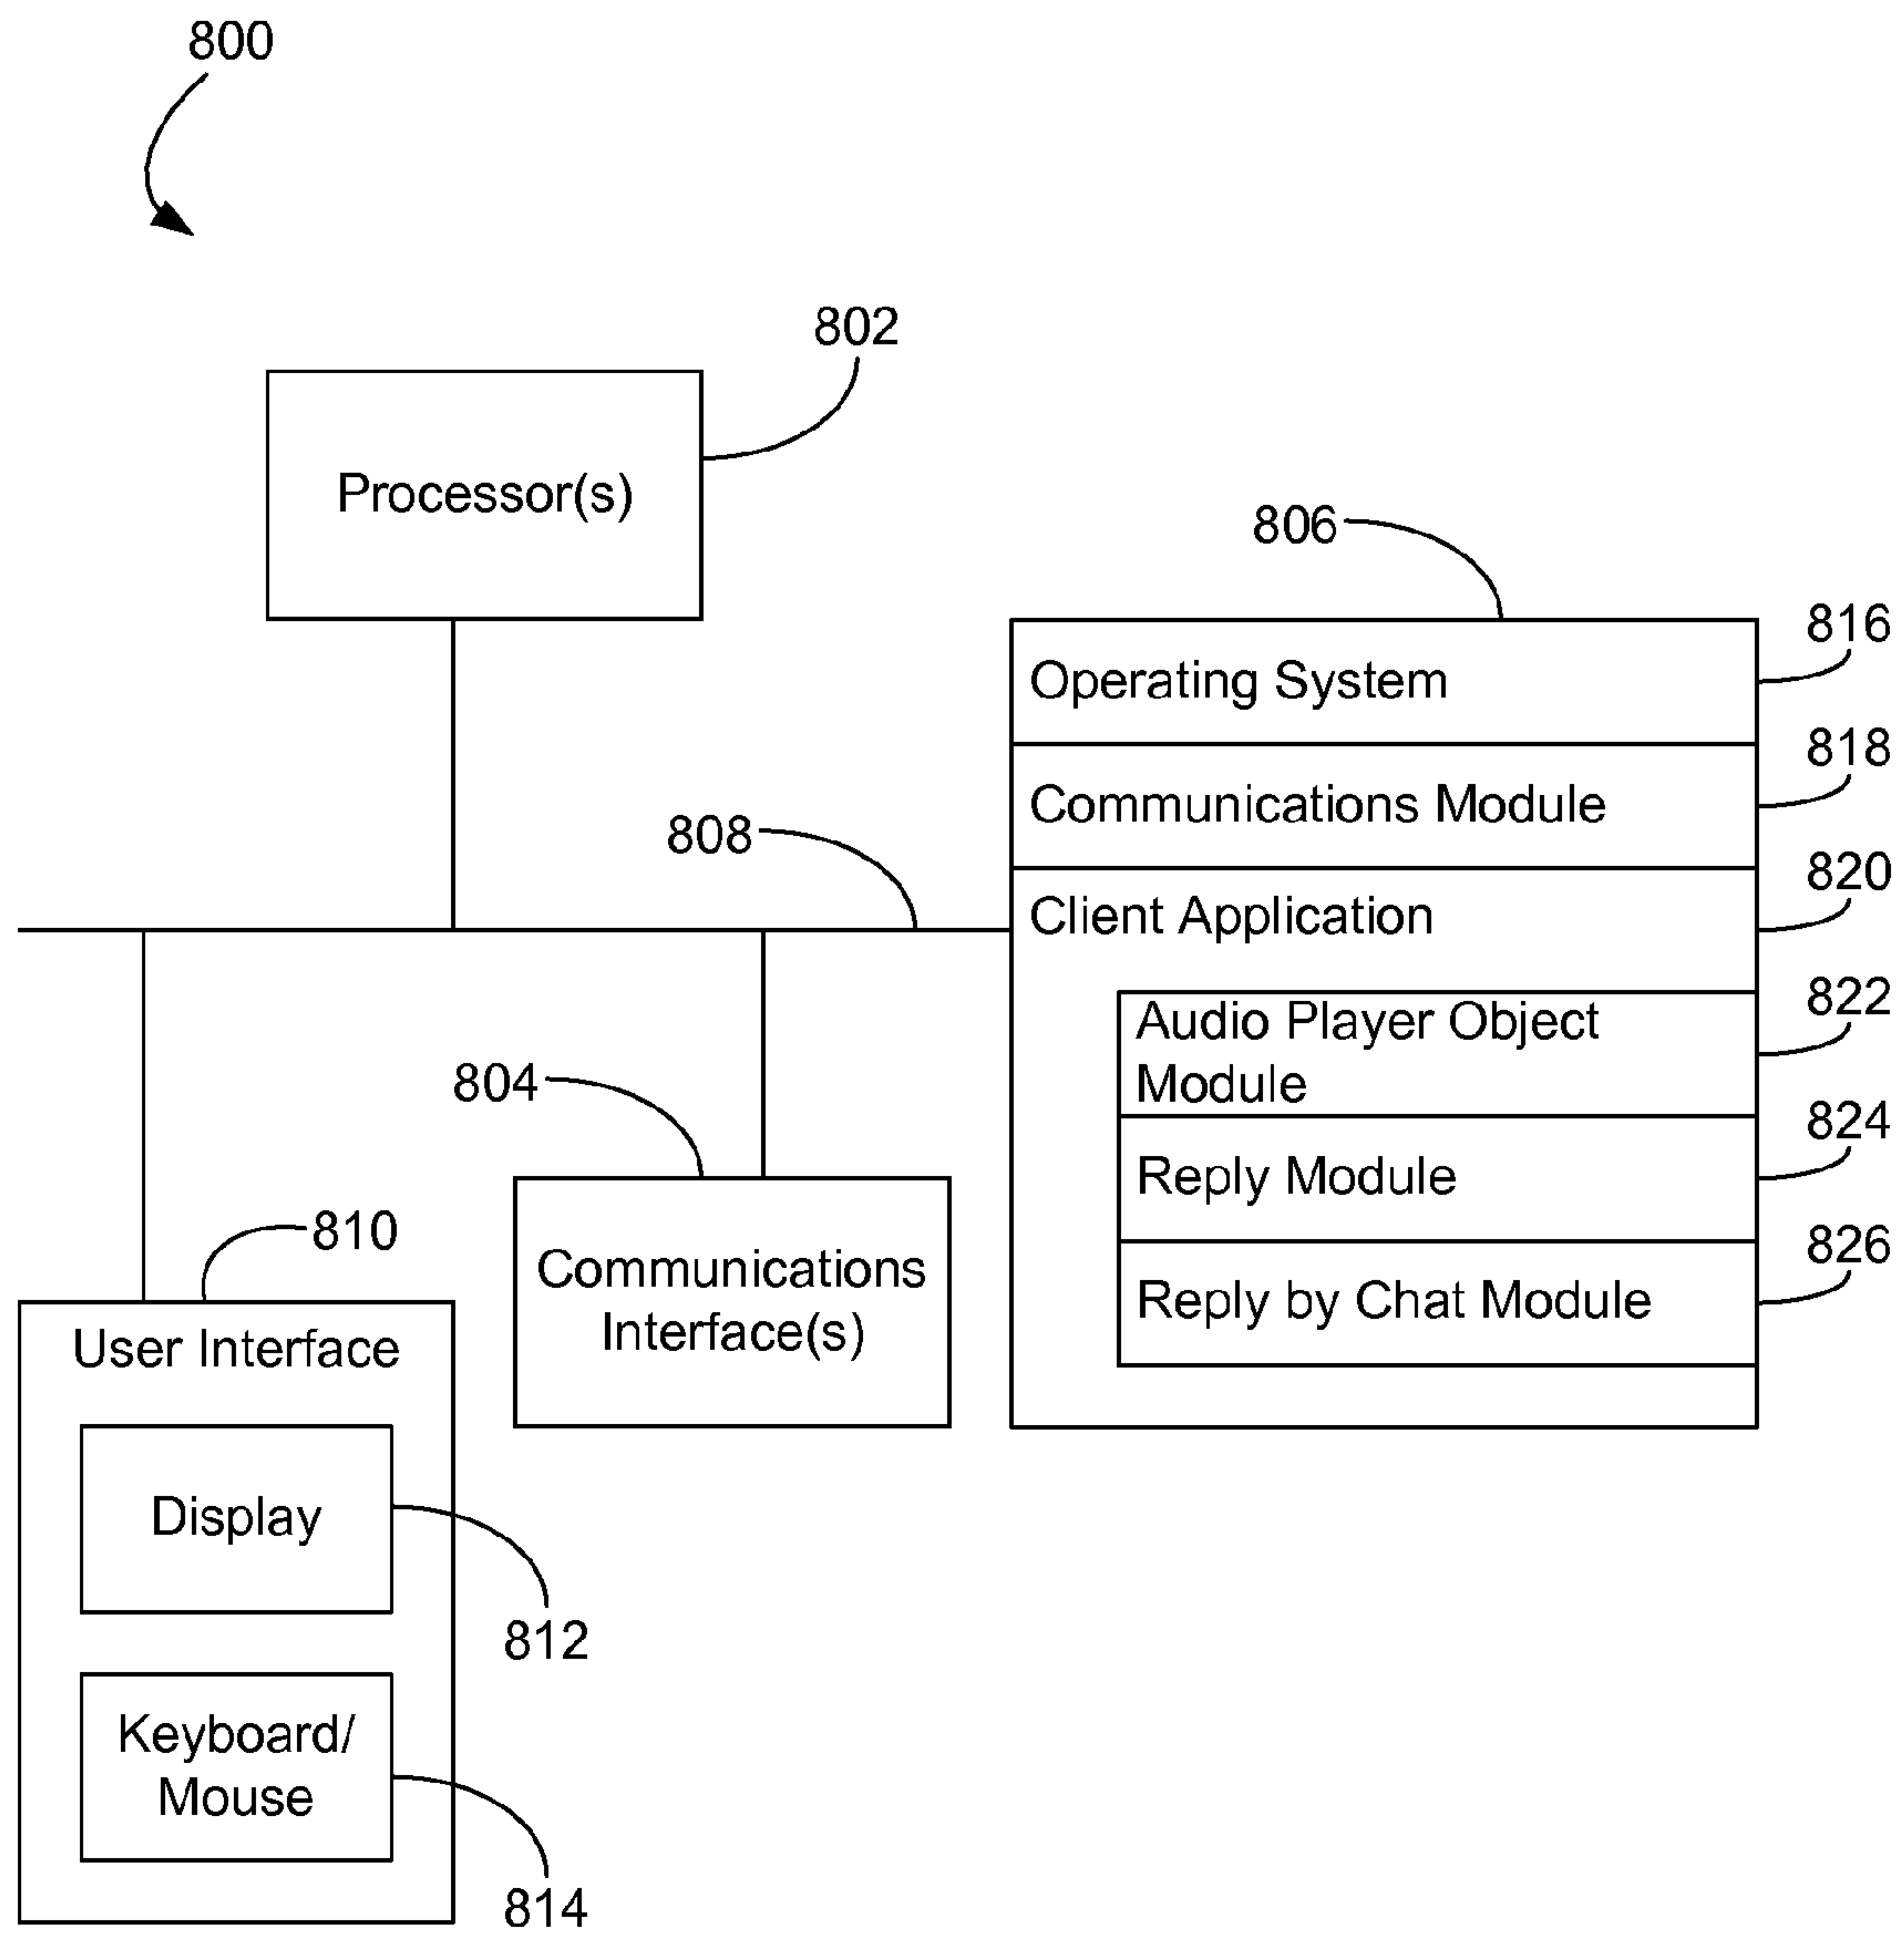 800
802
Processor(s)
806
Operating System
816
Communications Module
818
808
Client Application
820
Audio Player Object
Module
822
804
Reply Module
824
810
Communications
Interface(s)
Reply by Chat Module
826
User Interface
Display
812
Keyboard/
Mouse
814